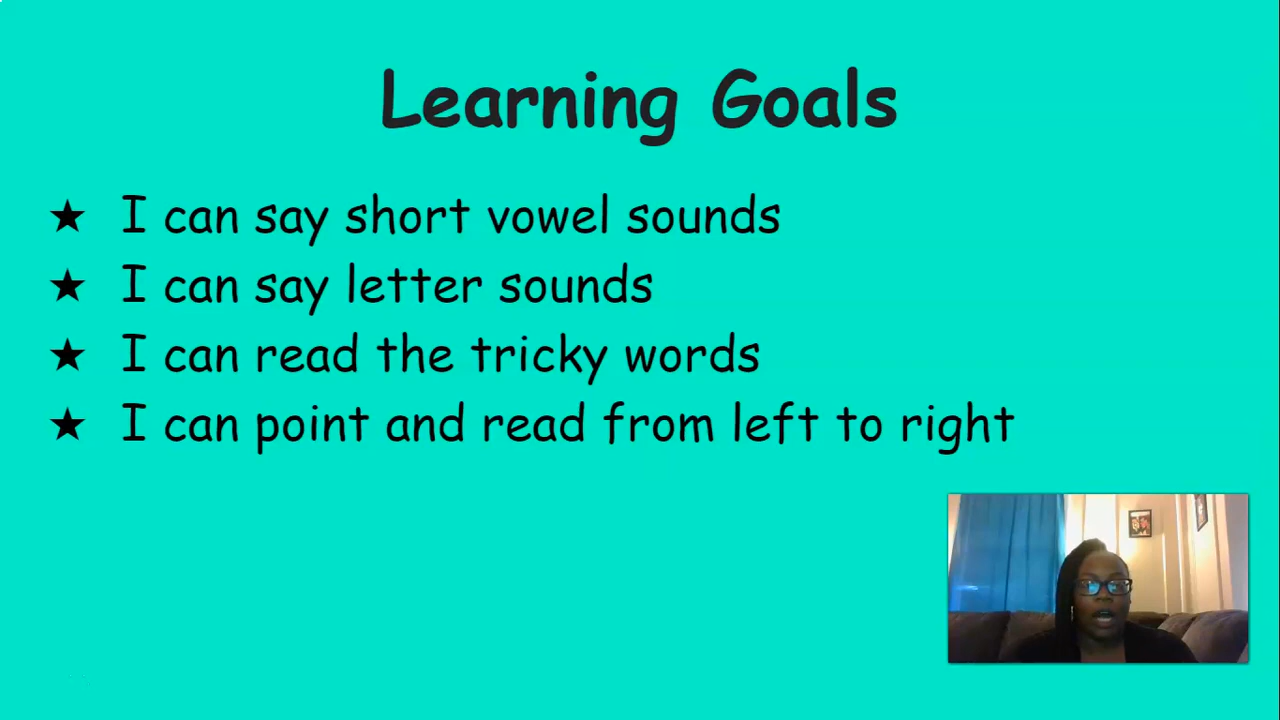 Learning Goals
★ I can say short vowel sounds
★ I can say letter sounds
★ I can read the tricky words
★ I can point and read from left to right